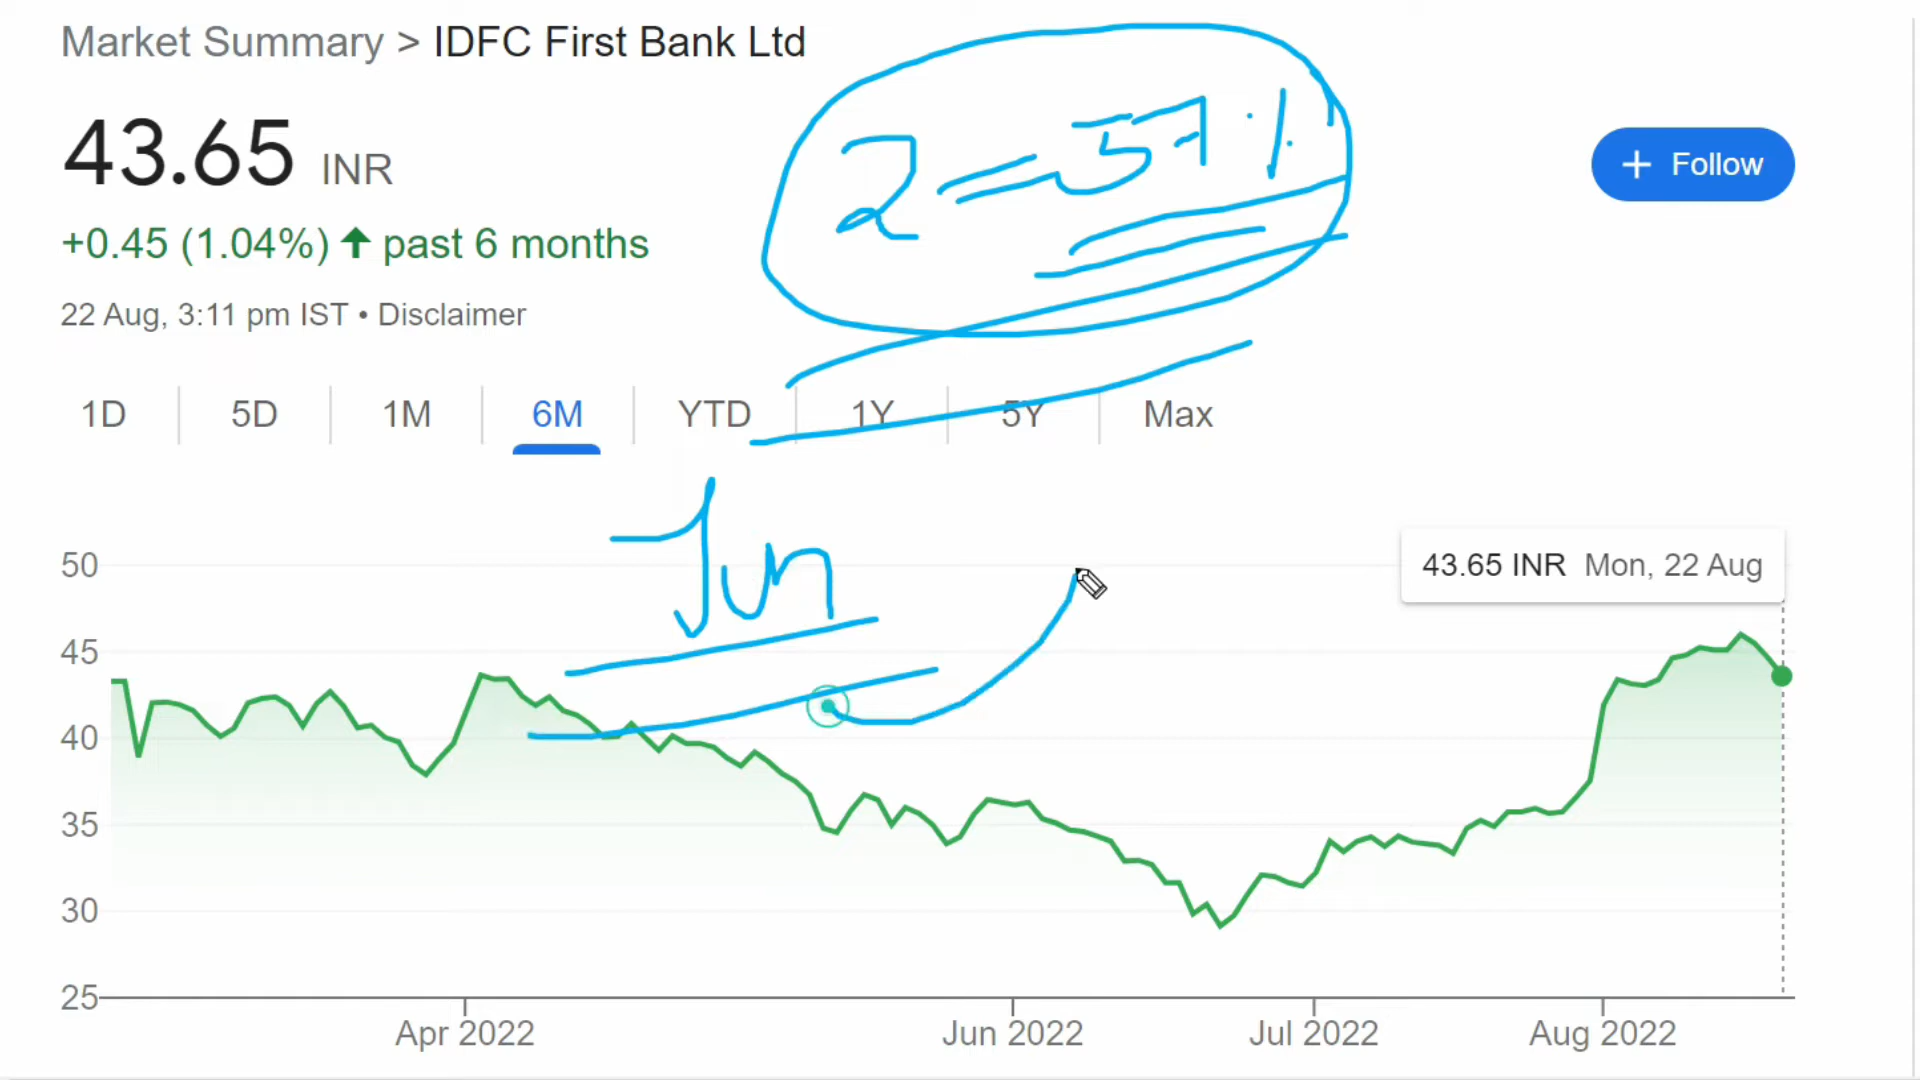 Market Summary > IDFC First Bank Ltd
43.65 INR
+0.45 (1.04%) ↑ past 6 months
22 Aug, 3:11 pm IST • Disclaimer
2 = 57%
+ Follow
1D 5D 1M 6M YTD 1Y 5Y Max
Jun
43.65 INR Mon, 22 Aug
50
45
40
35
30
25
Apr 2022 Jun 2022 Jul 2022 Aug 2022